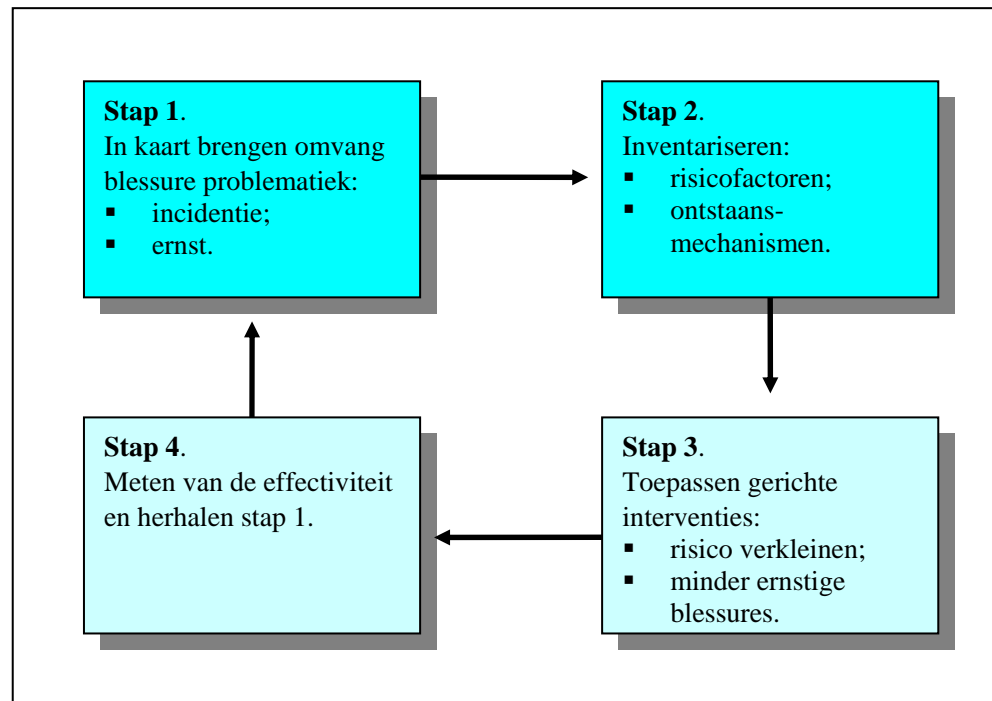 Stap 1.
In kaart brengen omvang
blessure problematiek:
▪ incidentie;
▪ ernst.
Stap 2.
Inventariseren:
▪ risicofactoren;
▪ ontstaans-
mechanismen.
Stap 3.
Toepassen gerichte
interventies:
▪ risico verkleinen;
▪ minder ernstige
blessures.
Stap 4.
Meten van de effectiviteit
en herhalen stap 1.